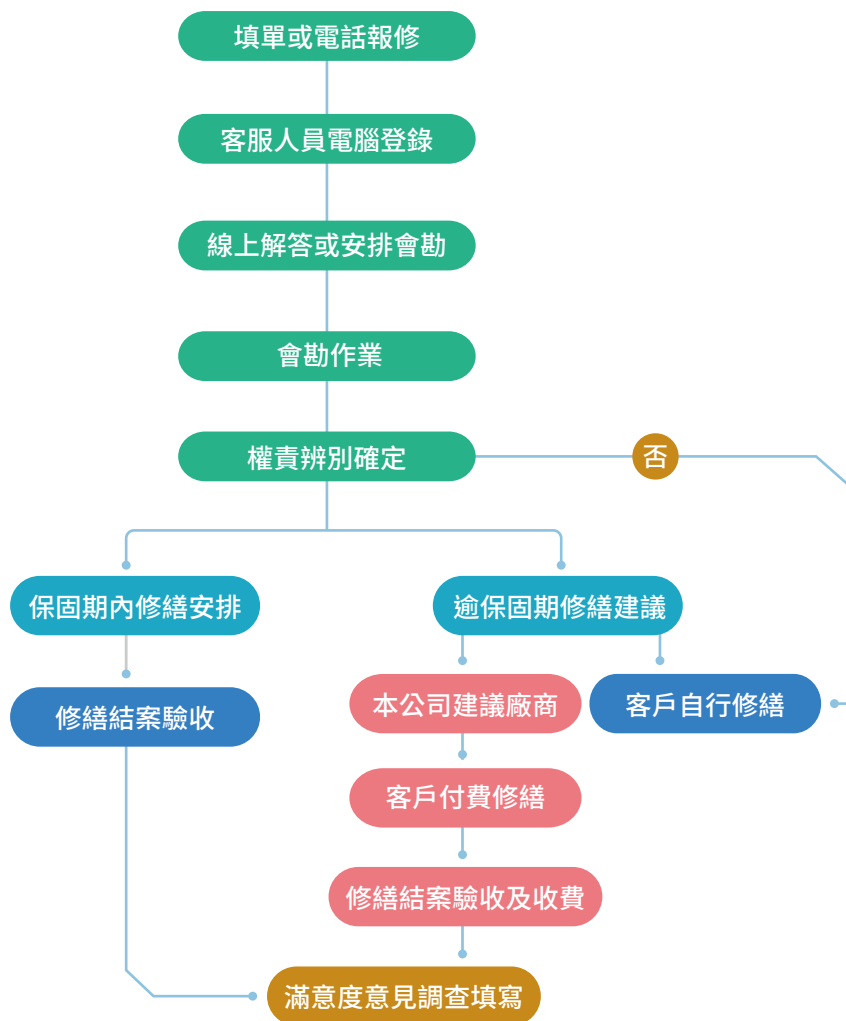 填單或電話報修
客服人員電腦登錄
線上解答或安排會勘
會勘作業
權責辨別確定
否
保固期內修繕安排
逾保固期修繕建議
修繕結案驗收
本公司建議廠商
客戶自行修繕
客戶付費修繕
修繕結案驗收及收費
滿意度意見調查填寫